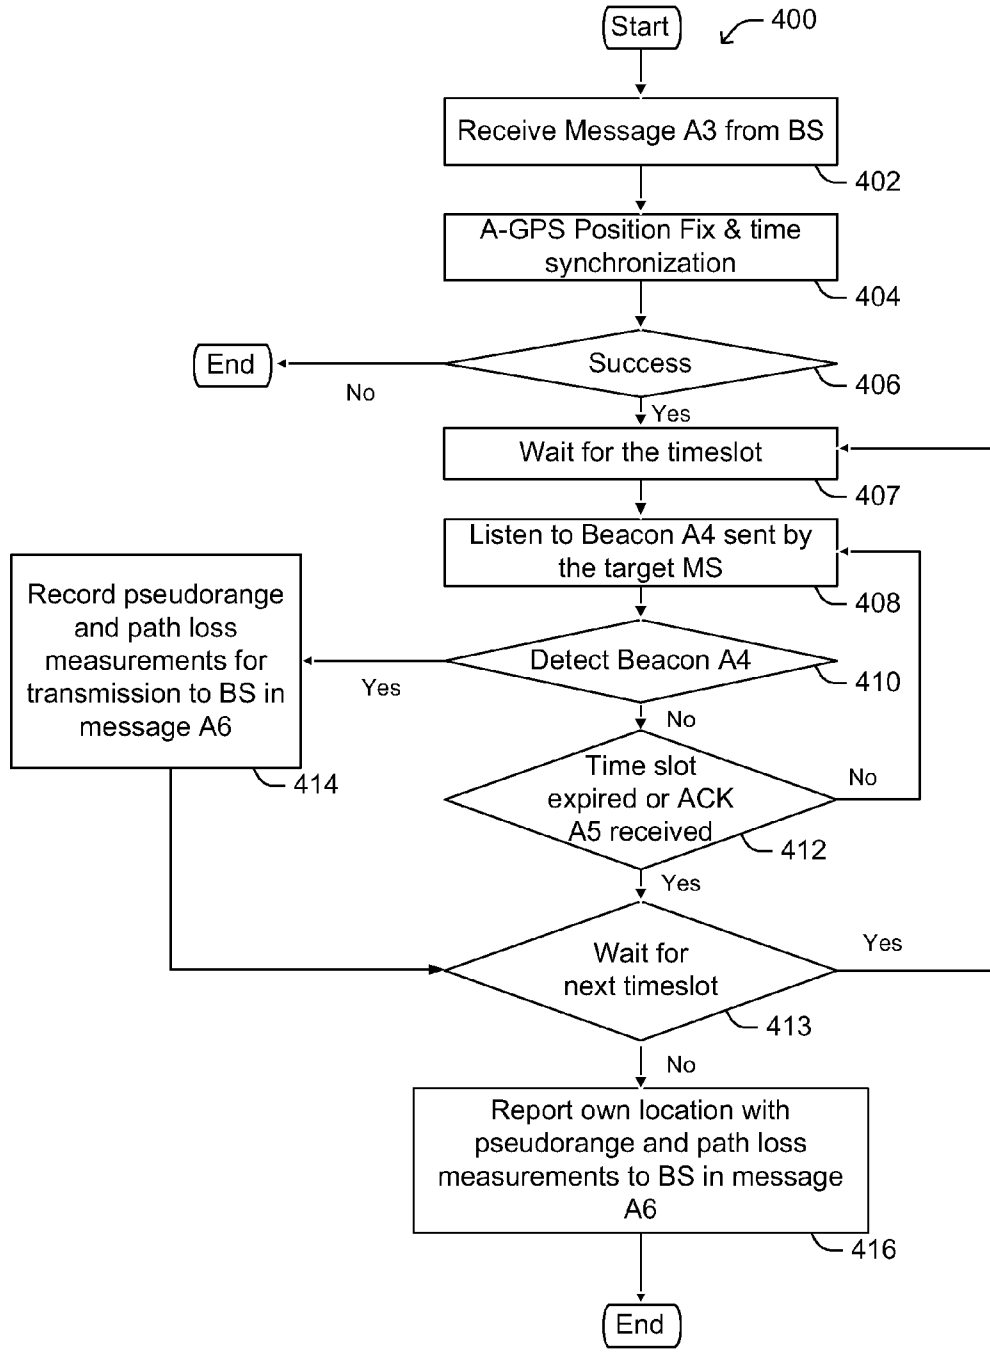 Start
400
Receive Message A3 from BS
402
A-GPS Position Fix & time
synchronization
404
End
Success
406
No
Yes
Wait for the timeslot
407
Listen to Beacon A4 sent by
the target MS
408
Record pseudorange
and path loss
measurements for
transmission to BS in
message A6
414
Detect Beacon A4
410
Yes
No
Time slot
expired or ACK
A5 received
412
No
Yes
Wait for
next timeslot
413
Yes
No
Report own location with
pseudorange and path loss
measurements to BS in message
A6
416
End